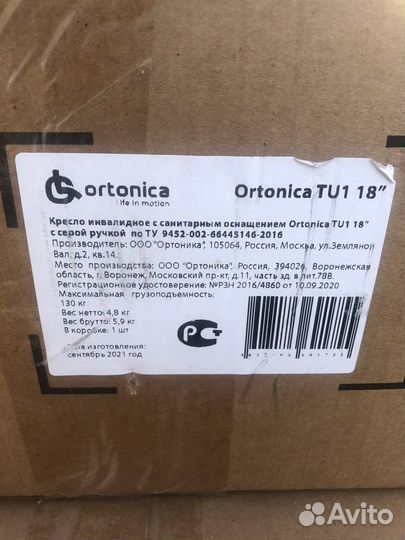 ortonica
Life in motion
Ortonica TU1 18”
Кресло инвалидное с санитарным оснащением Ortonica TU1 18”
с серой ручкой по ТУ 9452-002-66445146-2016
Производитель: ООО “Ортоника”, 105064, Россия, Москва, ул.Земляной
Вал: д.2, кв.14.
Место производства: ООО “Ортоника”, Россия, 394026, Воронежская
область, г. Воронеж, Московский пр-кт, д.11, часть зд. в лит.78В.
Регистрационное удостоверение: №РЗН 2016/4860 от 10.09.2020
Максимальная грузоподъемность:
130 кг
Вес нетто: 4,8 кг
Вес брутто: 5,9 кг
В коробке: 1 шт
Дата изготовления:
сентябрь 2021 год
РСТ
Avito